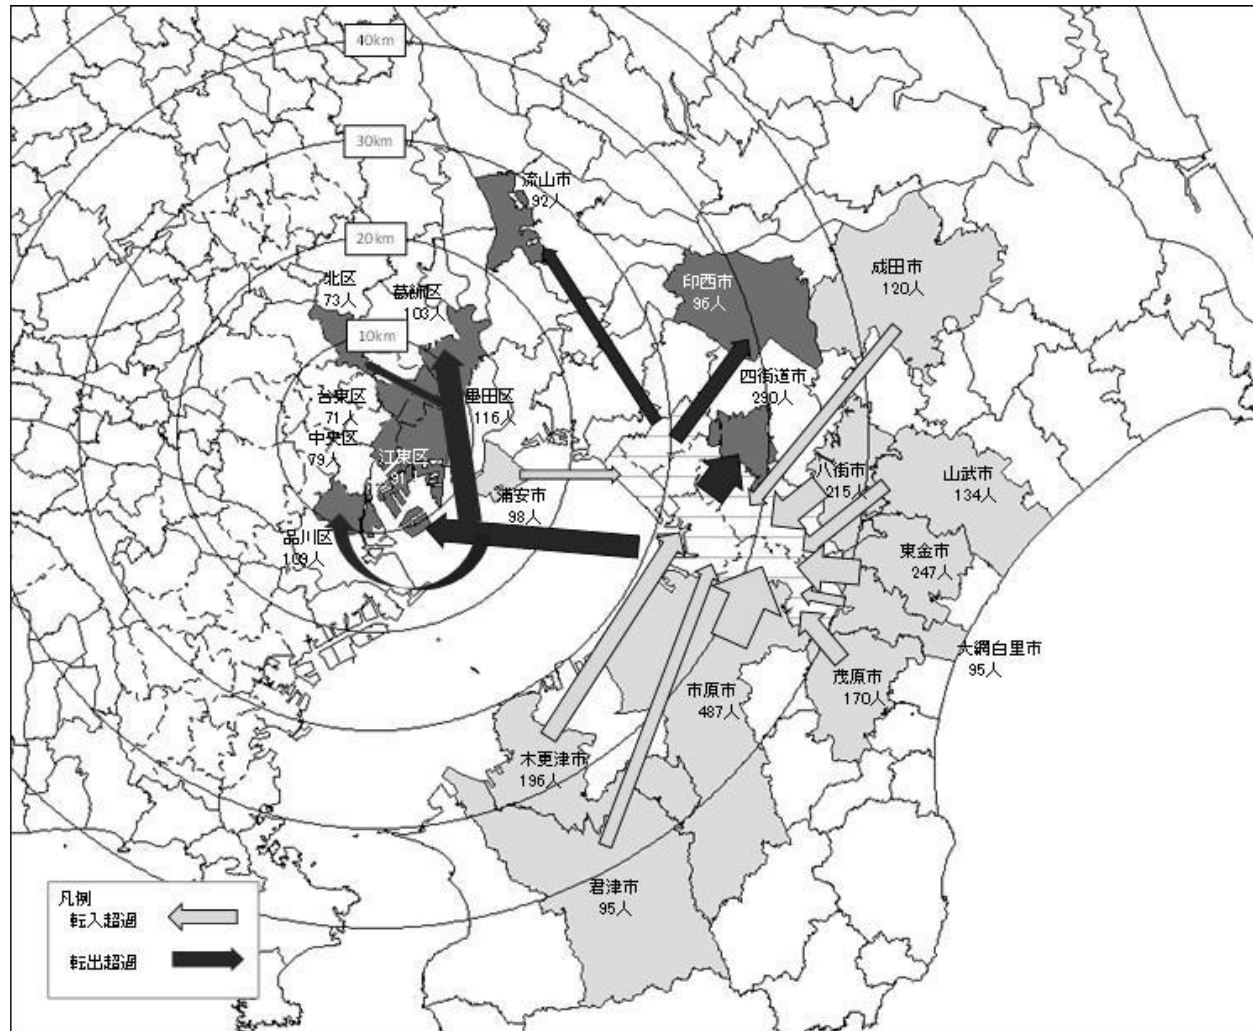 40km
30km
流山市
92人
20km
成田市
120人
印西市
96人
北区
73人
葛飾区
103人
10km
四街道市
290人
台東区
71人
墨田区
116人
中央区
79人
江東区
91
八街市
215人
山武市
134人
浦安市
98人
品川区
109人
東金市
247人
大網白里市
95人
茂原市
170人
市原市
487人
木更津市
196人
君津市
95人
凡例
転入超過
転出超過